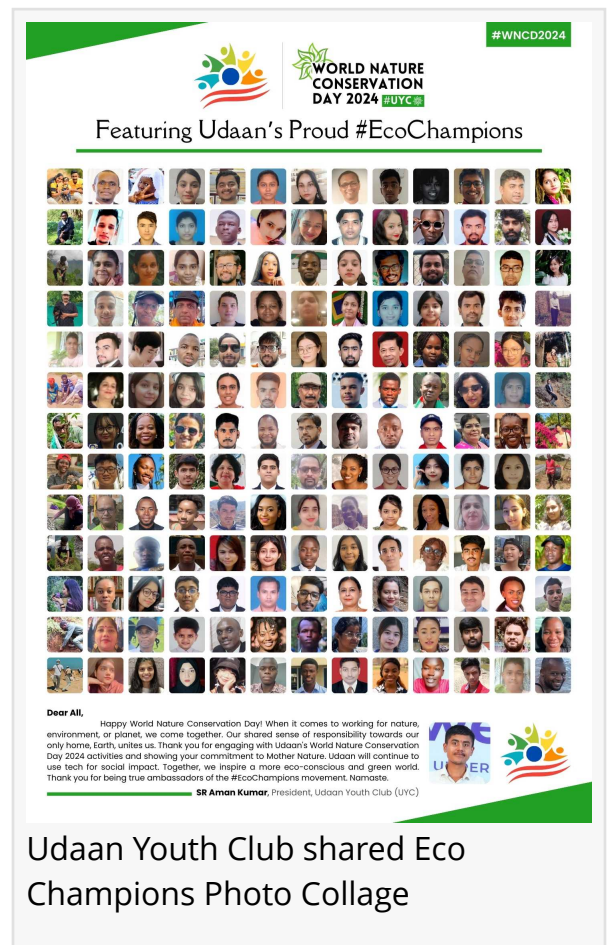 #WNCD2024
WORLD NATURE
CONSERVATION
DAY 2024 #UYC
Featuring Udaan's Proud #EcoChampions
Dear All,
Happy World Nature Conservation Day! When it comes to working for nature,
environment, or planet, we come together. Our shared sense of responsibility towards our
only home, Earth, unites us. Thank you for engaging with Udaan's World Nature Conservation
Day 2024 activities and showing your commitment to Mother Nature. Udaan will continue to
use tech for social impact. Together, we inspire a more eco-conscious and green world.
Thank you for being true ambassadors of the #EcoChampions movement. Namaste.
SR Aman Kumar, President, Udaan Youth Club (UYC)
Udaan Youth Club shared Eco
Champions Photo Collage